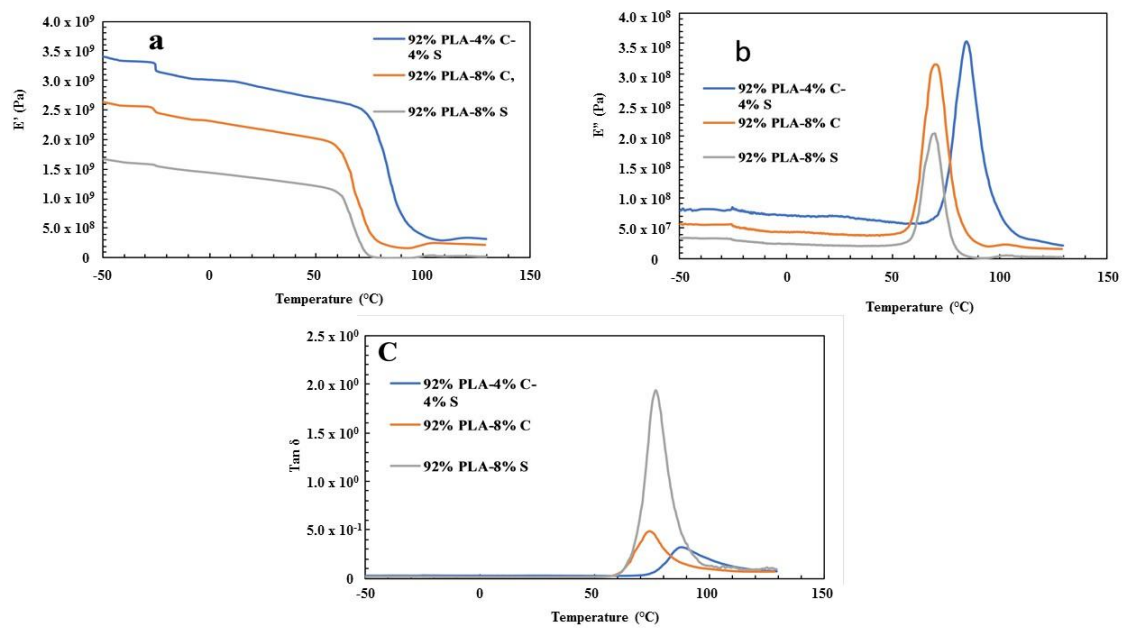 a
4.0 x 10⁹
3.5 x 10⁹
3.0 x 10⁹
2.5 x 10⁹
2.0 x 10⁹
1.5 x 10⁹
1.0 x 10⁹
5.0 x 10⁸
0
E' (Pa)
-50
0
50
100
150
Temperature (°C)
92% PLA-4% C-
4% S
92% PLA-8% C,
92% PLA-8% S
b
4.0 x 10⁸
3.5 x 10⁸
3.0 x 10⁸
2.5 x 10⁸
2.0 x 10⁸
1.5 x 10⁸
1.0 x 10⁸
5.0 x 10⁷
0
E" (Pa)
-50
0
50
100
150
Temperature (°C)
92% PLA-4% C-
4% S
92% PLA-8% C
92% PLA-8% S
C
2.5 x 10⁰
2.0 x 10⁰
1.5 x 10⁰
1.0 x 10⁰
5.0 x 10⁻¹
0
Tan δ
-50
0
50
100
150
Temperature (°C)
92% PLA-4% C-
4% S
92% PLA-8% C
92% PLA-8% S